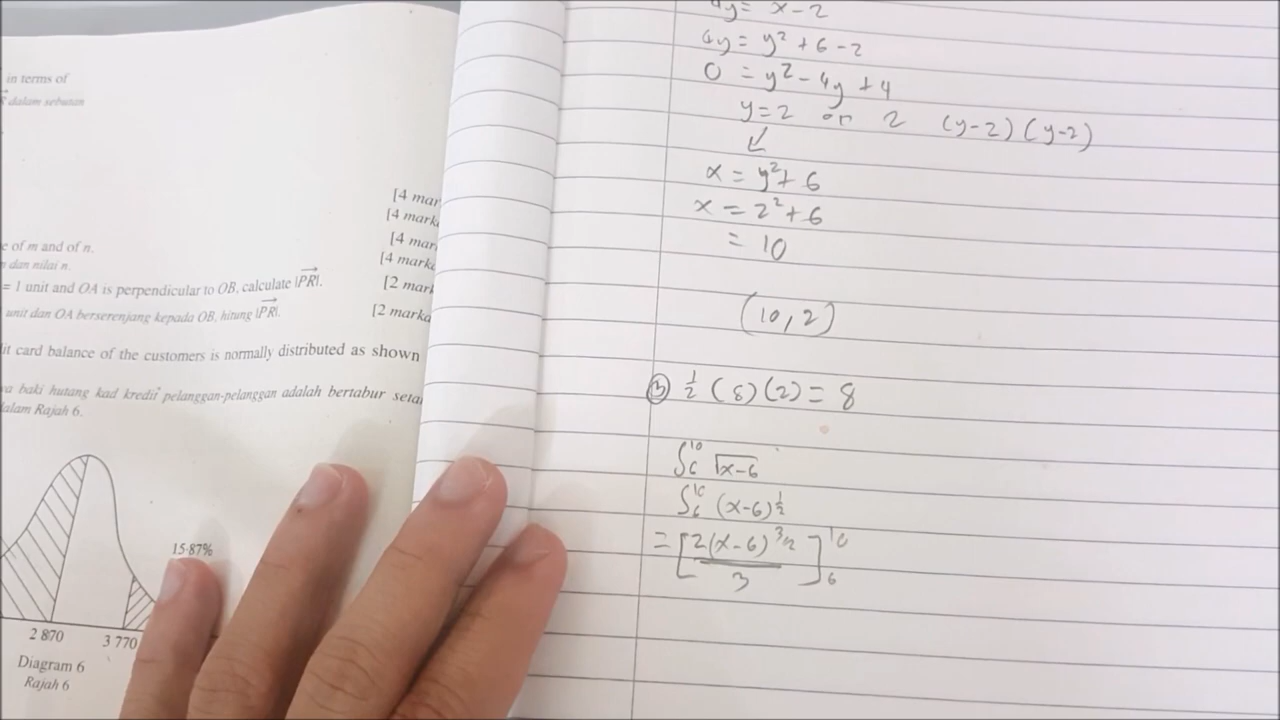 in terms of
dalam sebutan
[4 mar
[4 marka
[4 mar
[4 marka
e of m and of n.
dan nilai n.
= 1 unit and OA is perpendicular to OB, calculate |PR|.
[2 mark
unit dan OA berserenjang kepada OB, hitung |PR|.
[2 marka
it card balance of the customers is normally distributed as shown
va baki hutang kad kredit pelanggan-pelanggan adalah bertabur seta
dalam Rajah 6.
15·87%
2 870
3 770
Diagram 6
Rajah 6
4y = x - 2
4y = y² + 6 - 2
0 = y² - 4y + 4
y = 2 or 2 (y-2)(y-2)
↙
x = y² + 6
x = 2² + 6
= 10
(10, 2)
③ ½ (8)(2) = 8
∫₆¹⁰ √x-6
∫₆¹⁰ (x-6)^½
= [2(x-6)^3/2 / 3]₆¹⁰